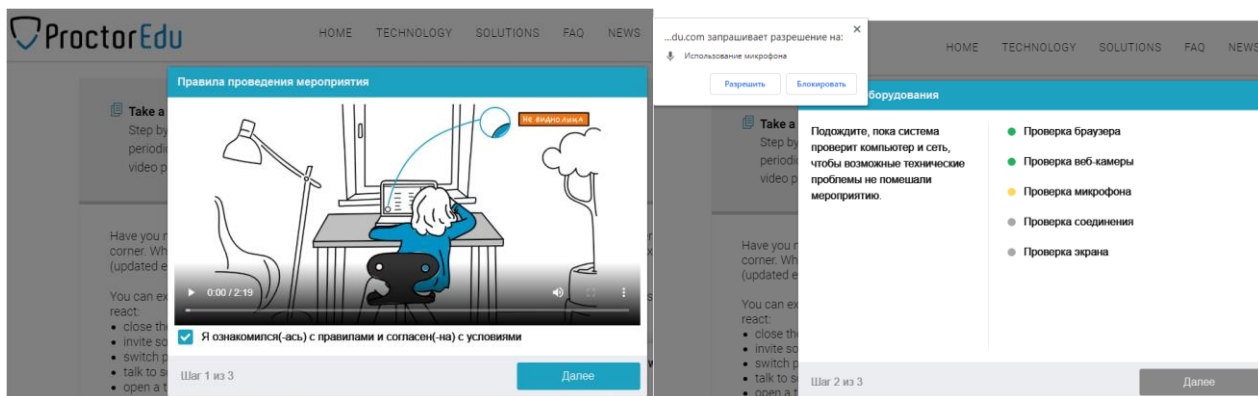 ProctorEdu
HOME TECHNOLOGY SOLUTIONS FAQ NEWS
Правила проведения мероприятия
Take a
Step by
periodic
video p
Не видно лица
0:00 / 2:19
Have you
corner. Wh
(updated e
You can ex
react:
close the
invite so
switch p
talk to s
open a t
Я ознакомился(-ась) с правилами и согласен(-на) с условиями
Шаг 1 из 3
Далее
...du.com запрашивает разрешение на:
Использование микрофона
Разрешить
Блокировать
HOME TECHNOLOGY SOLUTIONS FAQ NEWS
борудования
Take a
Step by
periodic
video p
Подождите, пока система
проверит компьютер и сеть,
чтобы возможные технические
проблемы не помешали
мероприятию.
Проверка браузера
Проверка веб-камеры
Проверка микрофона
Проверка соединения
Проверка экрана
Have you
corner. Wh
(updated e
You can ex
react:
close the
invite so
switch p
talk to s
open a t
Шаг 2 из 3
Далее